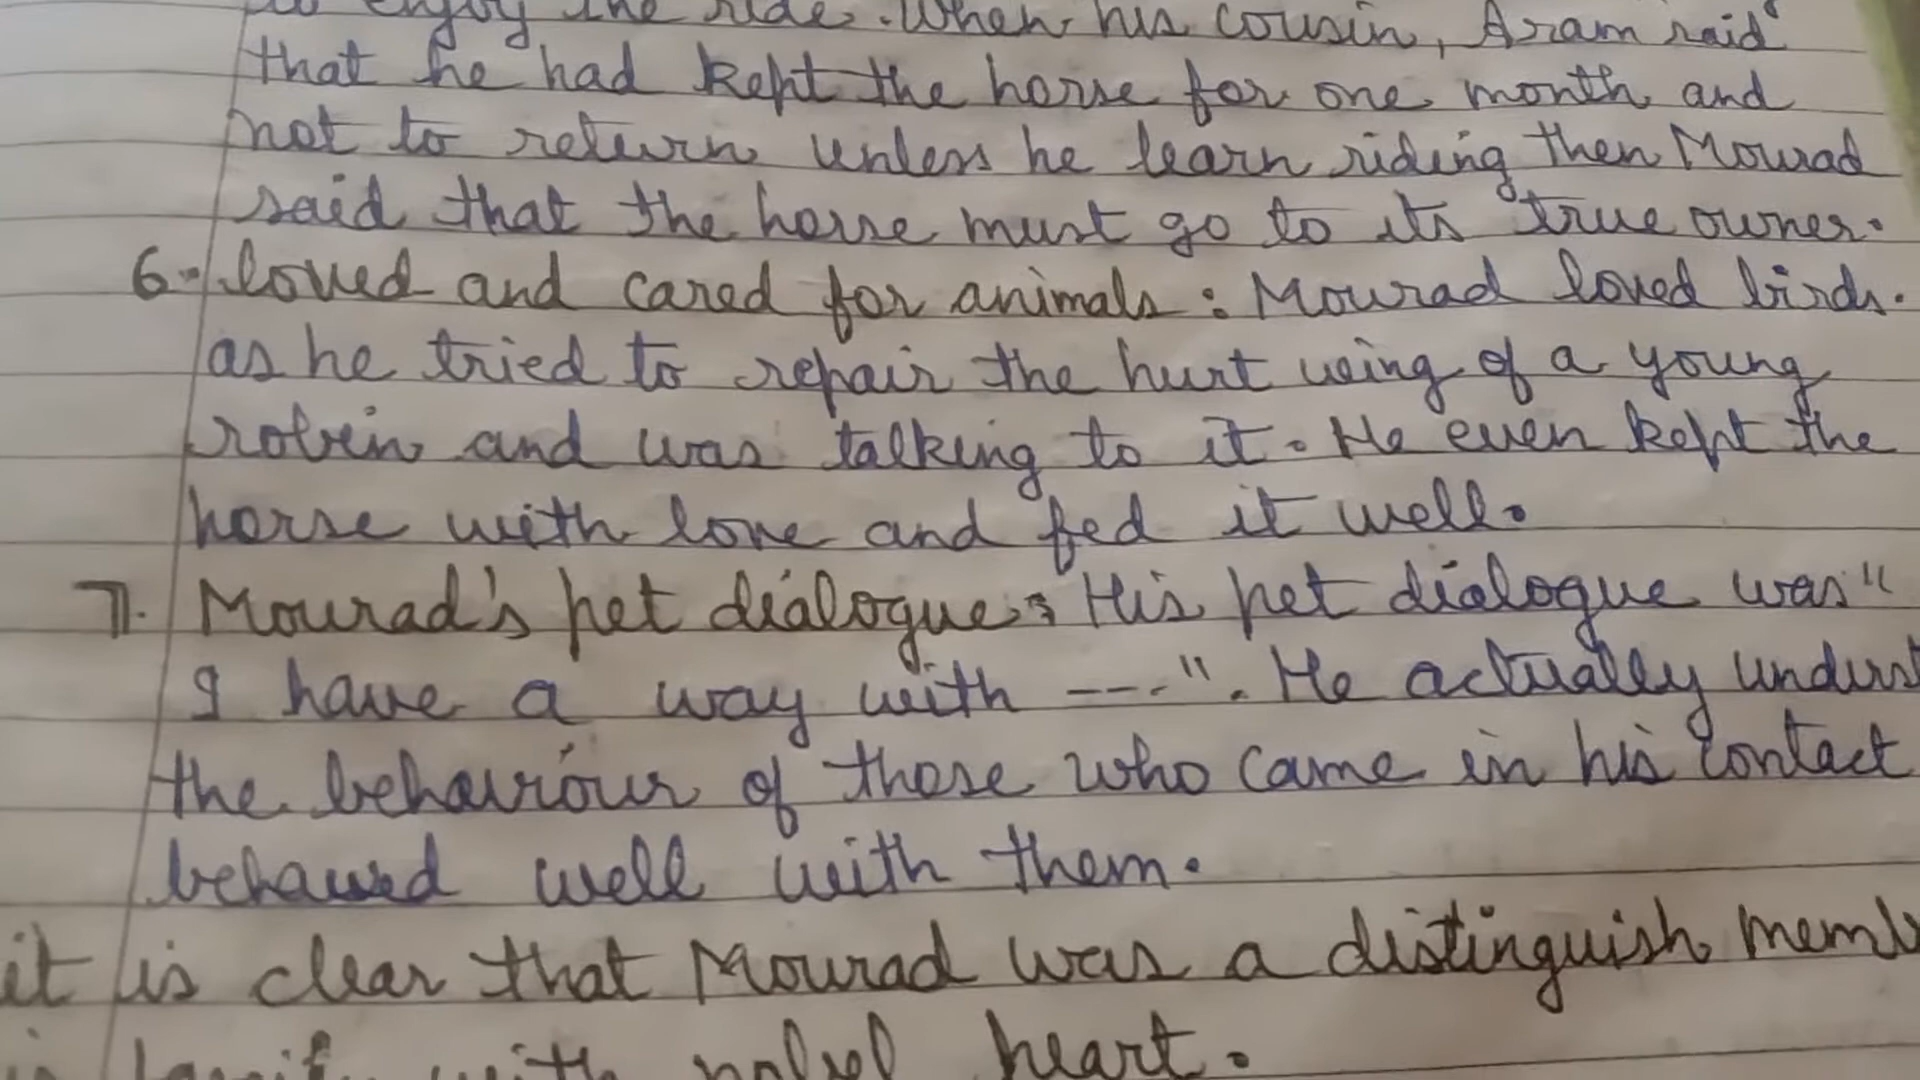 to enjoy the ride. When his cousin, Aram said
that he had kept the horse for one month and
not to return unless he learn riding then Mourad
said that the horse must go to its true owner.
6. loved and cared for animals : Mourad loved birds.
as he tried to repair the hurt wing of a young
robin and was talking to it. He even kept the
horse with love and fed it well.
7. Mourad's pet dialogue : His pet dialogue was "
I have a way with ----". He actually underst
the behaviour of those who came in his contact
behaved well with them.
it is clear that Mourad was a distinguish memb
with heart.